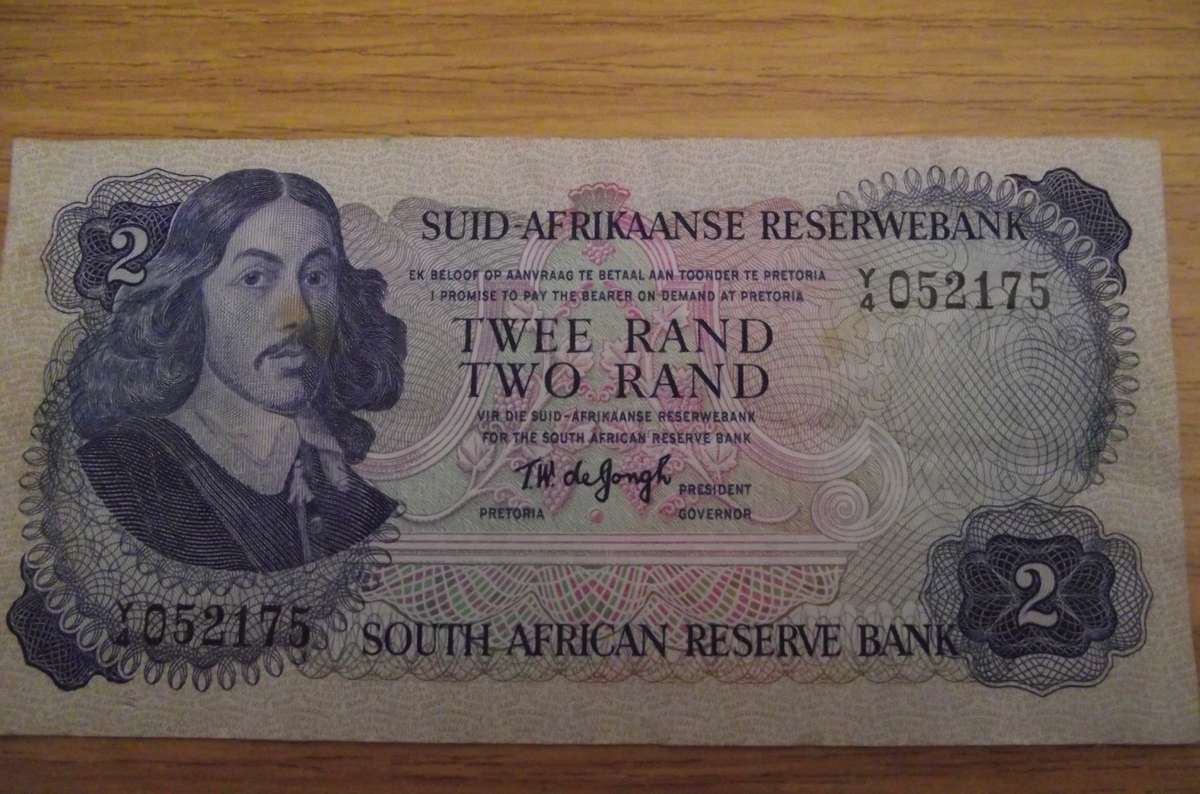 2
SUID-AFRIKAANSE RESERWEBANK
EK BELOOF OP AANVRAAG TE BETAAL AAN TOONDER TE PRETORIA
I PROMISE TO PAY THE BEARER ON DEMAND AT PRETORIA
Y/4 052175
TWEE RAND
TWO RAND
VIR DIE SUID-AFRIKAANSE RESERWEBANK
FOR THE SOUTH AFRICAN RESERVE BANK
T.W. de Jongh
PRESIDENT
PRETORIA GOVERNOR
2
Y/4 052175
SOUTH AFRICAN RESERVE BANK